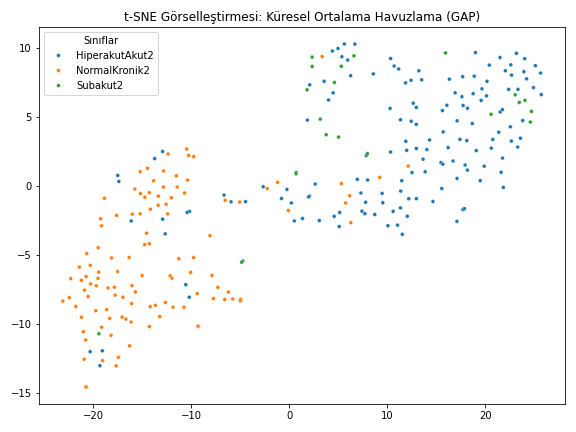 t-SNE Görselleştirmesi: Küresel Ortalama Havuzlama (GAP)
Sınıflar
HiperakutAkut2
NormalKronik2
Subakut2
10
5
0
−5
−10
−15
−20
−10
0
10
20